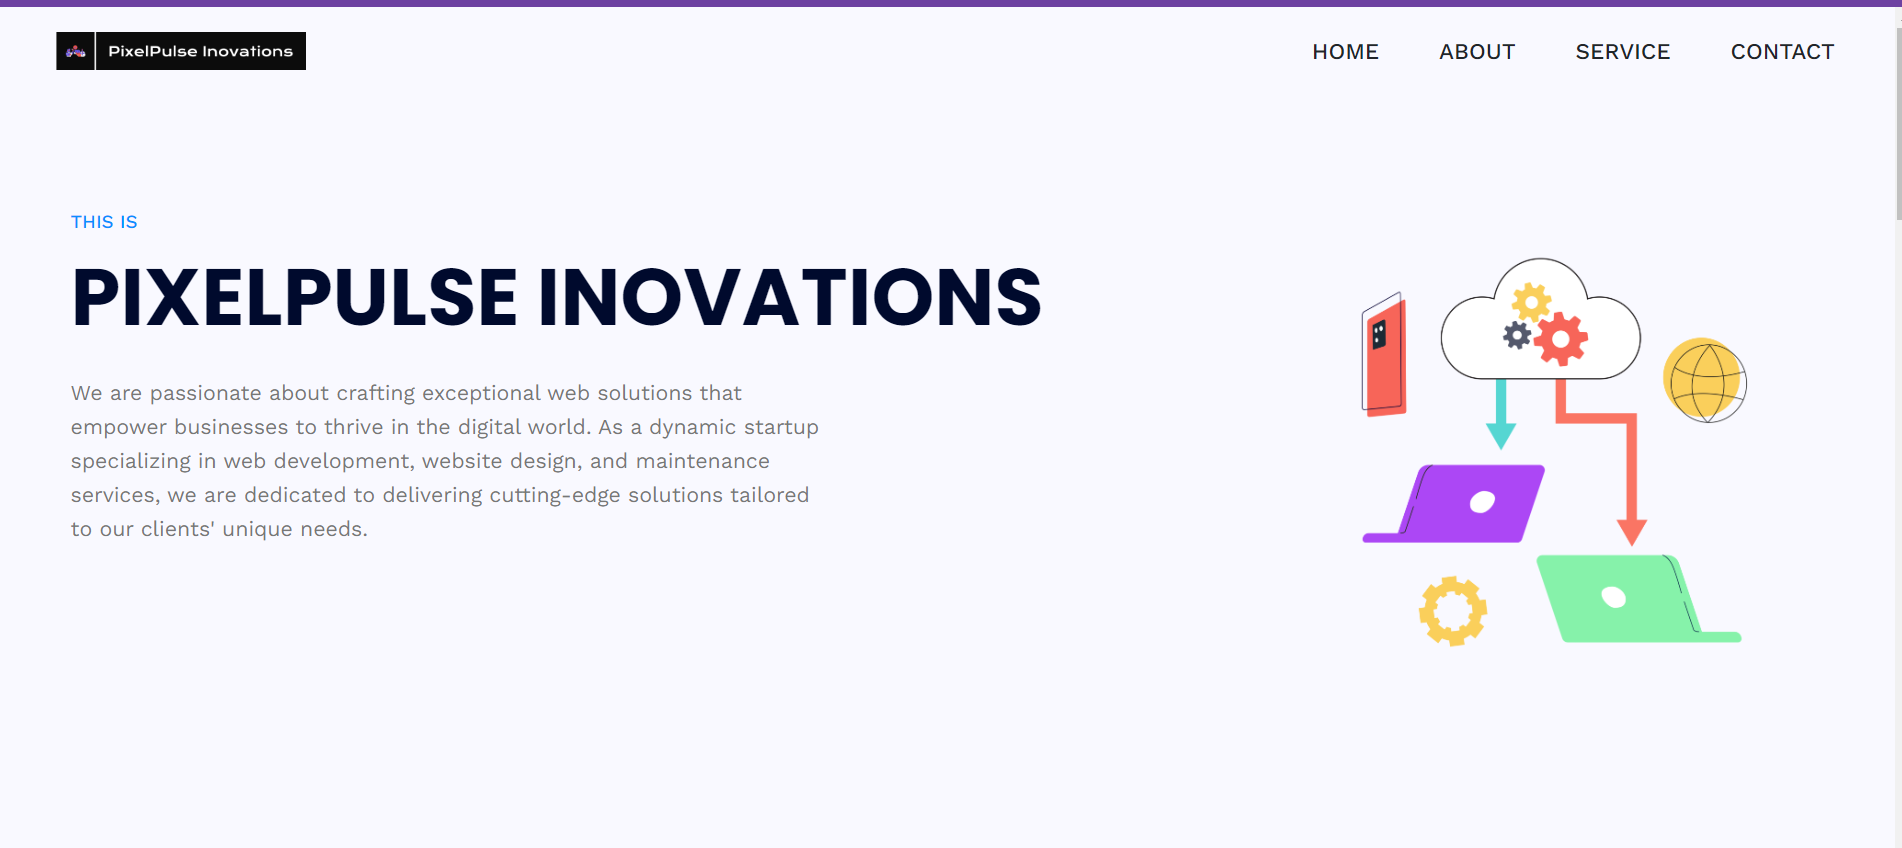 PixelPulse Inovations
HOME ABOUT SERVICE CONTACT
THIS IS
PIXELPULSE INOVATIONS
We are passionate about crafting exceptional web solutions that
empower businesses to thrive in the digital world. As a dynamic startup
specializing in web development, website design, and maintenance
services, we are dedicated to delivering cutting-edge solutions tailored
to our clients' unique needs.